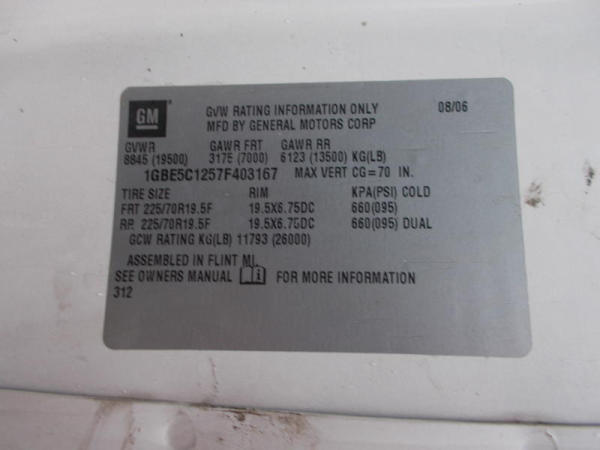 GM
GVW RATING INFORMATION ONLY 08/06
MFD BY GENERAL MOTORS CORP
GVWR GAWR FRT GAWR RR
8845 (19500) 3175 (7000) 6123 (13500) KG(LB)
1GBE5C1257F403167 MAX VERT CG=70 IN.
TIRE SIZE RIM KPA(PSI) COLD
FRT 225/70R19.5F 19.5X6.75DC 660(095)
RR 225/70R19.5F 19.5X6.75DC 660(095) DUAL
GCW RATING KG(LB) 11793 (26000)
ASSEMBLED IN FLINT MI.
SEE OWNERS MANUAL FOR MORE INFORMATION
312